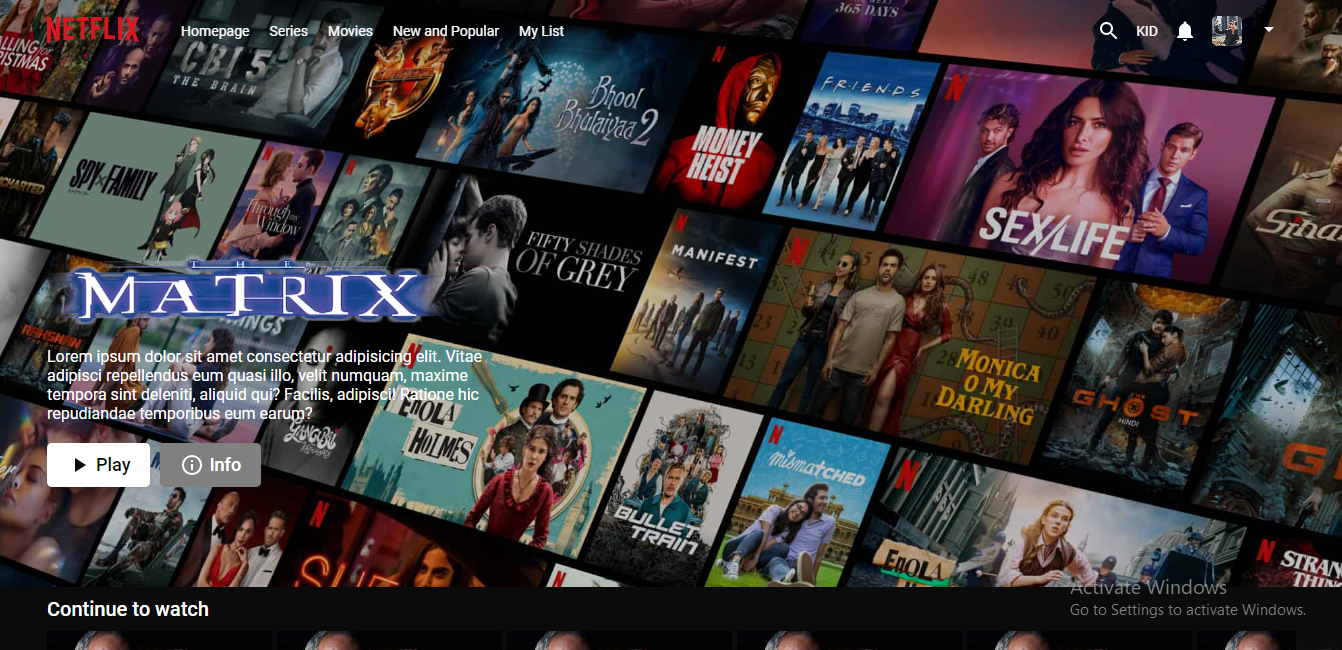 NETFLIX
Homepage Series Movies New and Popular My List
KID
365 DAYS
CBI 5
THE BRAIN
Bhool
Bhulaiyaa 2
N
MONEY
HEIST
F·R·I·E·N·D·S
N
SEX/LIFE
SPY×FAMILY
N
Through my
Window
N
FIFTY SHADES
OF GREY
N
MANIFEST
N
MONICA
O MY
DARLING
THE
GHOST
HINDI
G
THE
MATRIX
Lorem ipsum dolor sit amet consectetur adipisicing elit. Vitae
adipisci repellendus eum quasi illo, velit numquam, maxime
tempora sint deleniti, aliquid qui? Facilis, adipisci! Ratione hic
repudiandae temporibus eum earum?
Play Info
N
ENOLA
HOLMES
BULLET
TRAIN
N
mismatched
N
ENOLA
N
STRAN
THIN
N
N
Continue to watch
Activate Windows
Go to Settings to activate Windows.